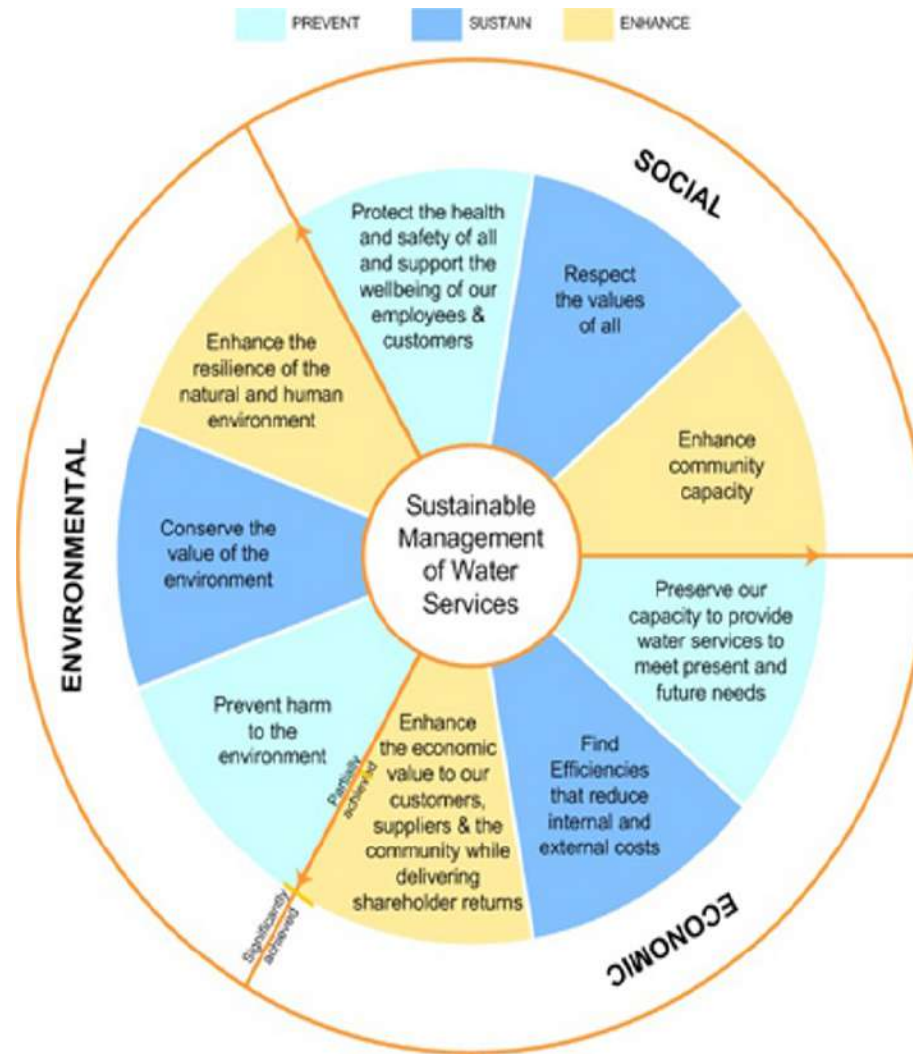 PREVENT
SUSTAIN
ENHANCE
SOCIAL
Protect the health
and safety of all
and support the
wellbeing of our
employees &
customers
Respect
the values
of all
Enhance
community
capacity
Preserve our
capacity to provide
water services to
meet present and
future needs
Find
Efficiencies
that reduce
internal and
external costs
ECONOMIC
Enhance
the economic
value to our
customers,
suppliers & the
community while
delivering
shareholder returns
Partially
achieved
Significantly
achieved
Prevent harm
to the
environment
Conserve the
value of the
environment
Enhance the
resilience of the
natural and human
environment
ENVIRONMENTAL
Sustainable
Management
of Water
Services